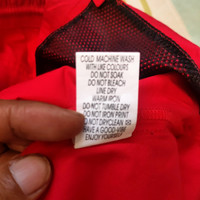 COLD MACHINE WASH
WITH LIKE COLOURS
DO NOT SOAK
DO NOT BLEACH
LINE DRY
WARM IRON
DO NOT TUMBLE DRY
DO NOT IRON PRINT
DO NOT DRYCLEAN
HAVE A GOOD
ENJOY YOURSELF